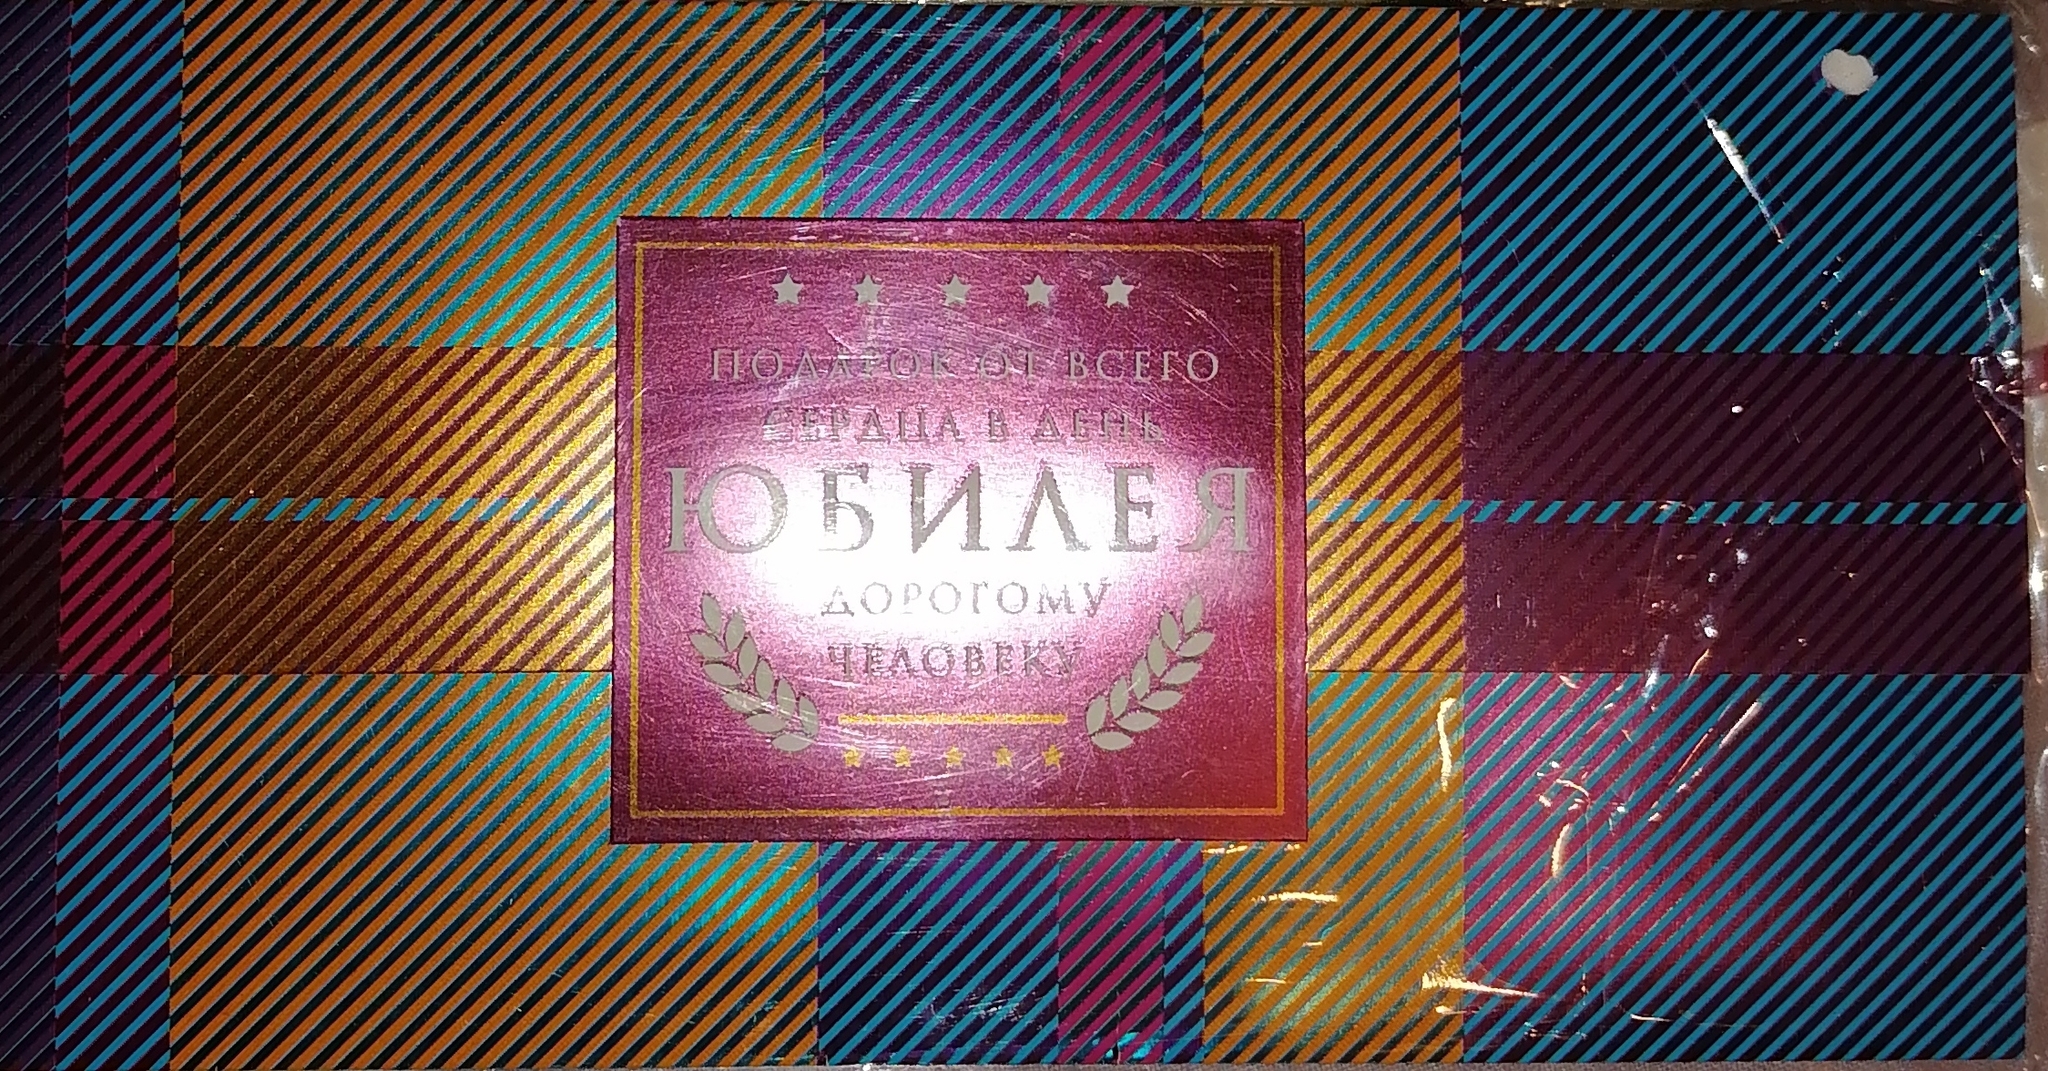 ПОДАРОК ОТ ВСЕГО
СЕРДЦА В ДЕНЬ
ЮБИЛЕЯ
ДОРОГОМУ
ЧЕЛОВЕКУ